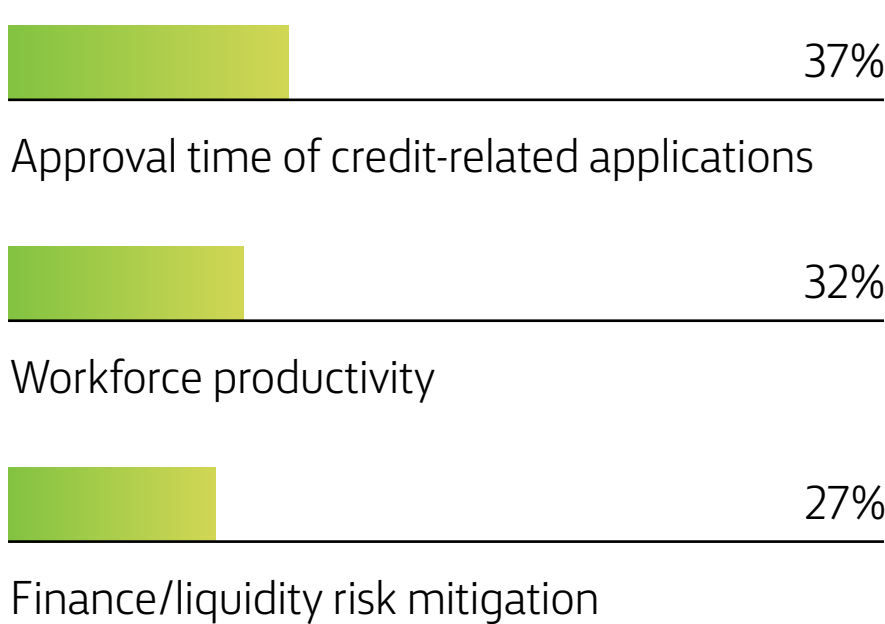 37%
Approval time of credit-related applications
32%
Workforce productivity
27%
Finance/liquidity risk mitigation